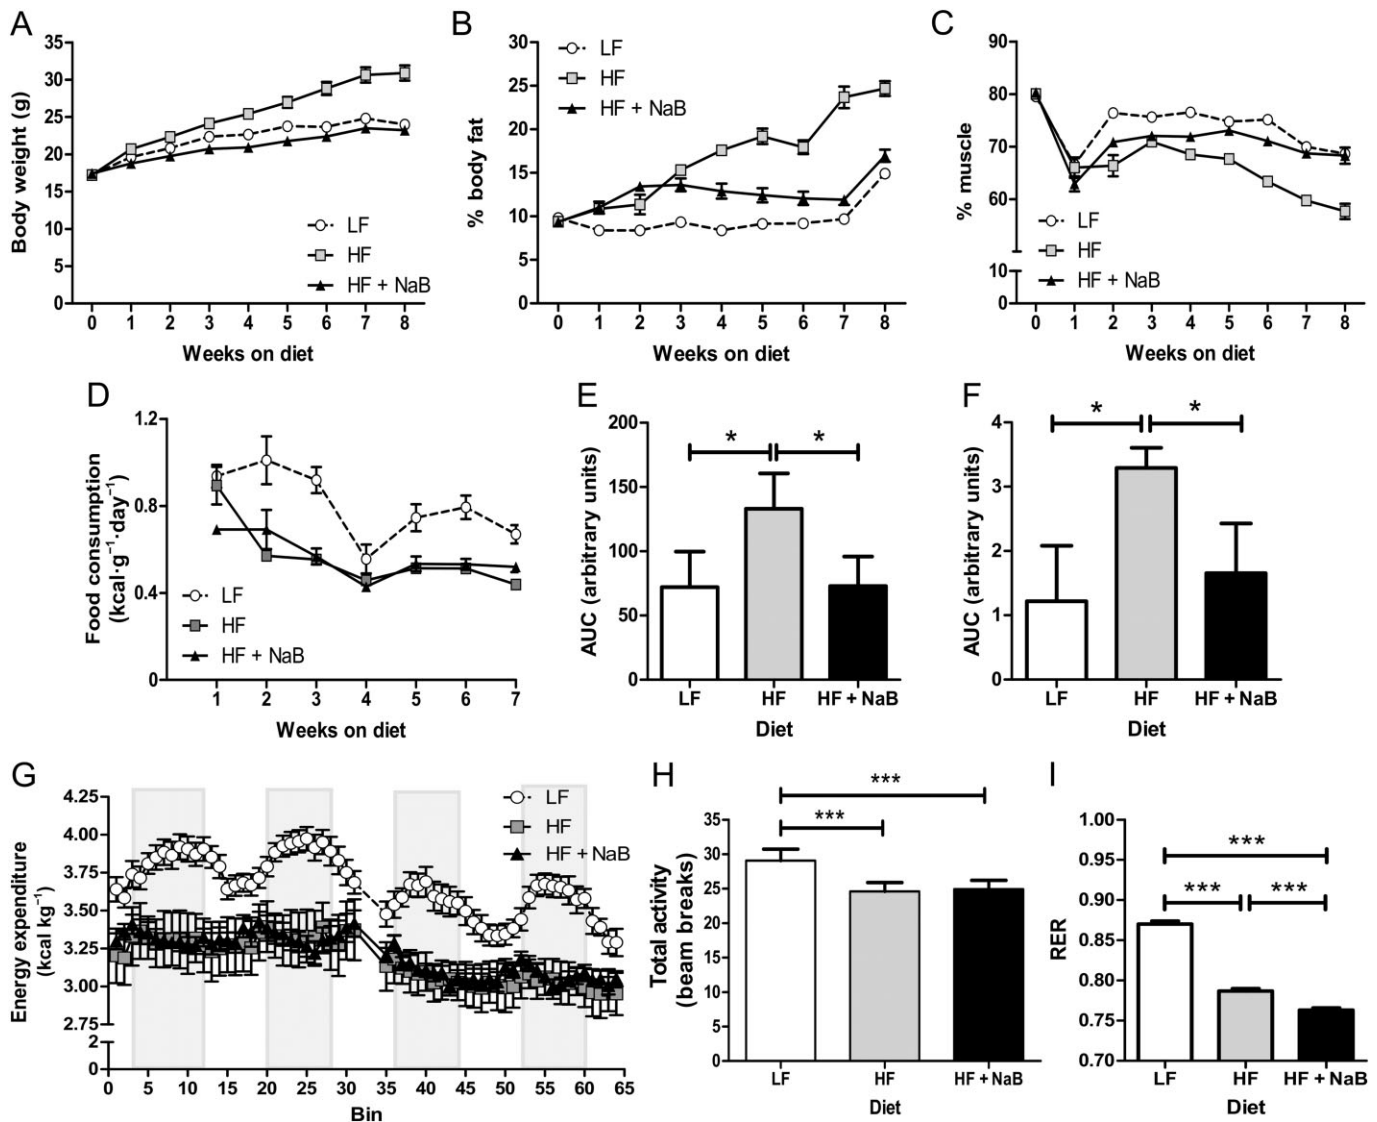 A
35
30
25
20
15
10
5
0
Body weight (g)
LF
HF
HF + NaB
0 1 2 3 4 5 6 7 8
Weeks on diet
B
30
25
20
15
10
5
0
% body fat
LF
HF
HF + NaB
0 1 2 3 4 5 6 7 8
Weeks on diet
C
90
80
70
60
10
0
% muscle
LF
HF
HF + NaB
0 1 2 3 4 5 6 7 8
Weeks on diet
D
1.2
0.8
0.4
0
Food consumption
(kcal·g⁻¹·day⁻¹)
LF
HF
HF + NaB
1 2 3 4 5 6 7
Weeks on diet
E
200
150
100
50
0
AUC (arbitrary units)
* *
LF HF HF + NaB
Diet
F
4
3
2
1
0
AUC (arbitrary units)
* *
LF HF HF + NaB
Diet
G
4.25
4.00
3.75
3.50
3.25
3.00
2.75
2
0
Energy expenditure
(kcal kg⁻¹)
LF
HF
HF + NaB
0 5 10 15 20 25 30 35 40 45 50 55 60 65
Bin
H
35
30
25
20
15
10
5
0
Total activity
(beam breaks)
***
***
LF HF HF + NaB
Diet
I
1.00
0.95
0.90
0.85
0.80
0.75
0.70
RER
***
*** ***
LF HF HF + NaB
Diet